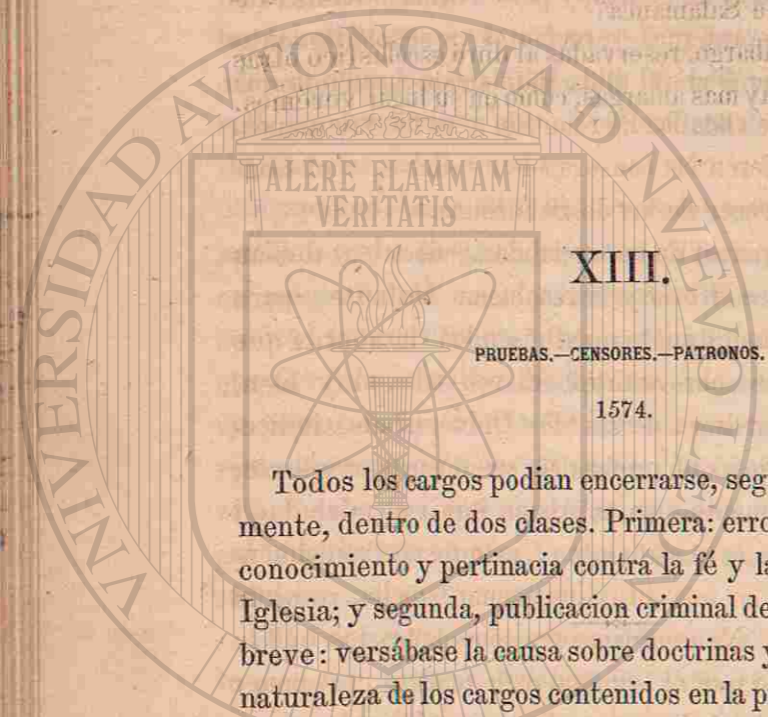 XIII.
PRUEBAS.—CENSORES.—PATRONOS.
1574.
Todos los cargos podian encerrarse, seg
mente, dentro de dos clases. Primera: erro
conocimiento y pertinacia contra la fé y la
Iglesia; y segunda, publicacion criminal de
breve: versábase la causa sobre doctrinas y
naturaleza de los cargos contenidos en la p
UNIVERSIDAD AUTONOMA DE NUEVO LEON
ALERE FLAMMAM
VERITATIS